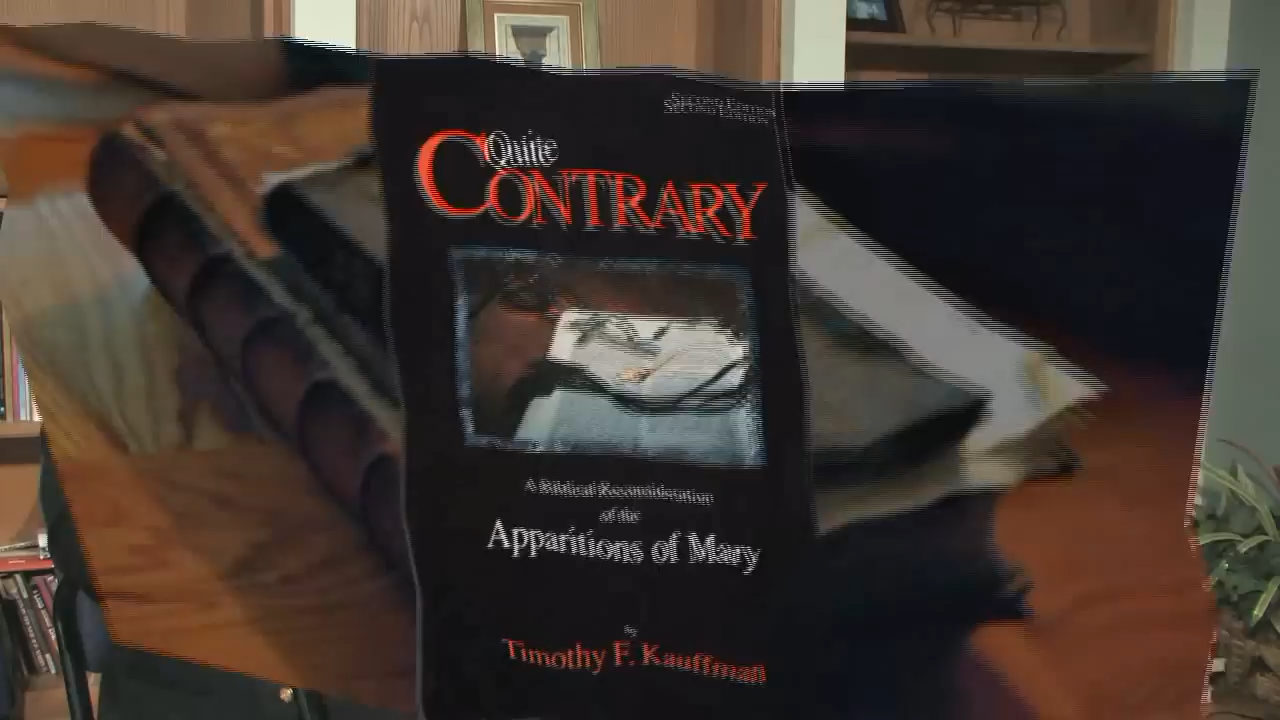 Second Edition
Quite
Contrary
A Biblical Reconsideration
of the
Apparitions of Mary
by
Timothy F. Kauffman